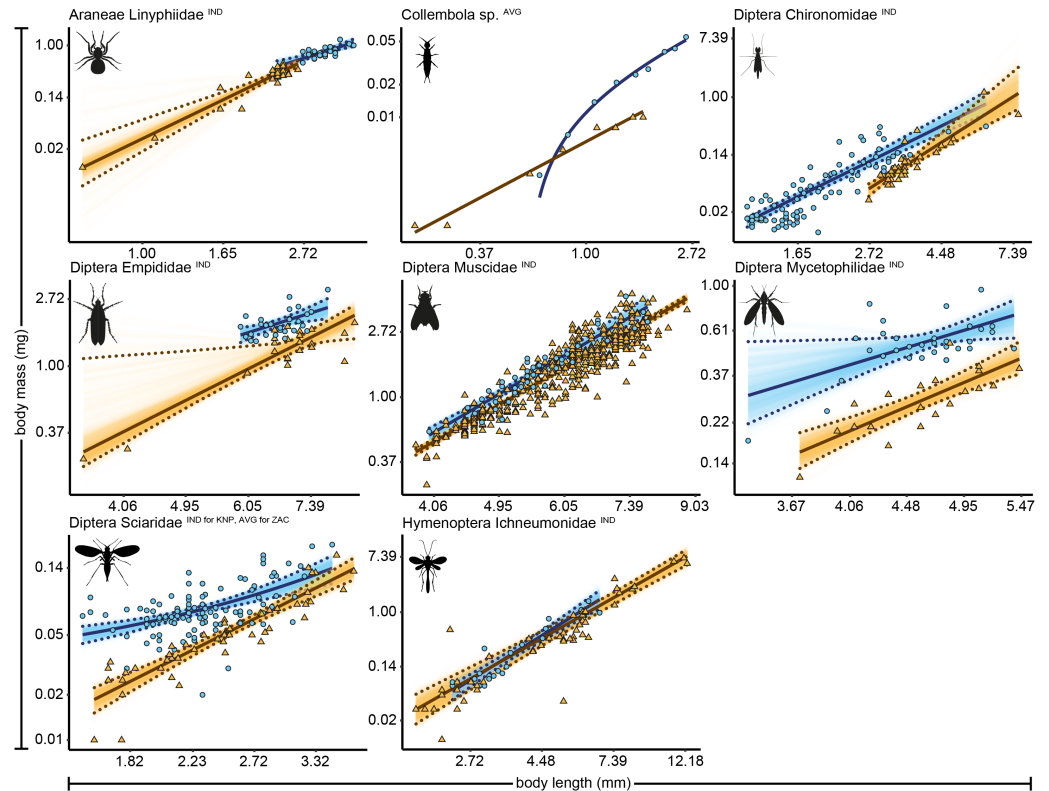 Araneae Linyphiidae IND
Collembola sp. AVG
Diptera Chironomidae IND
1.00
0.14
0.02
1.00 1.65 2.72
0.05
0.02
0.01
0.37 1.00 2.72
7.39
1.00
0.14
0.02
1.65 2.72 4.48 7.39
Diptera Empididae IND
Diptera Muscidae IND
Diptera Mycetophilidae IND
2.72
1.00
0.37
4.06 4.95 6.05 7.39
2.72
1.00
0.37
4.06 4.95 6.05 7.39 9.03
1.00
0.61
0.37
0.22
0.14
3.67 4.06 4.48 4.95 5.47
Diptera Sciaridae IND for KNP, AVG for ZAC
Hymenoptera Ichneumonidae IND
0.14
0.05
0.02
0.01
1.82 2.23 2.72 3.32
7.39
1.00
0.14
0.02
2.72 4.48 7.39 12.18
body mass (mg)
body length (mm)